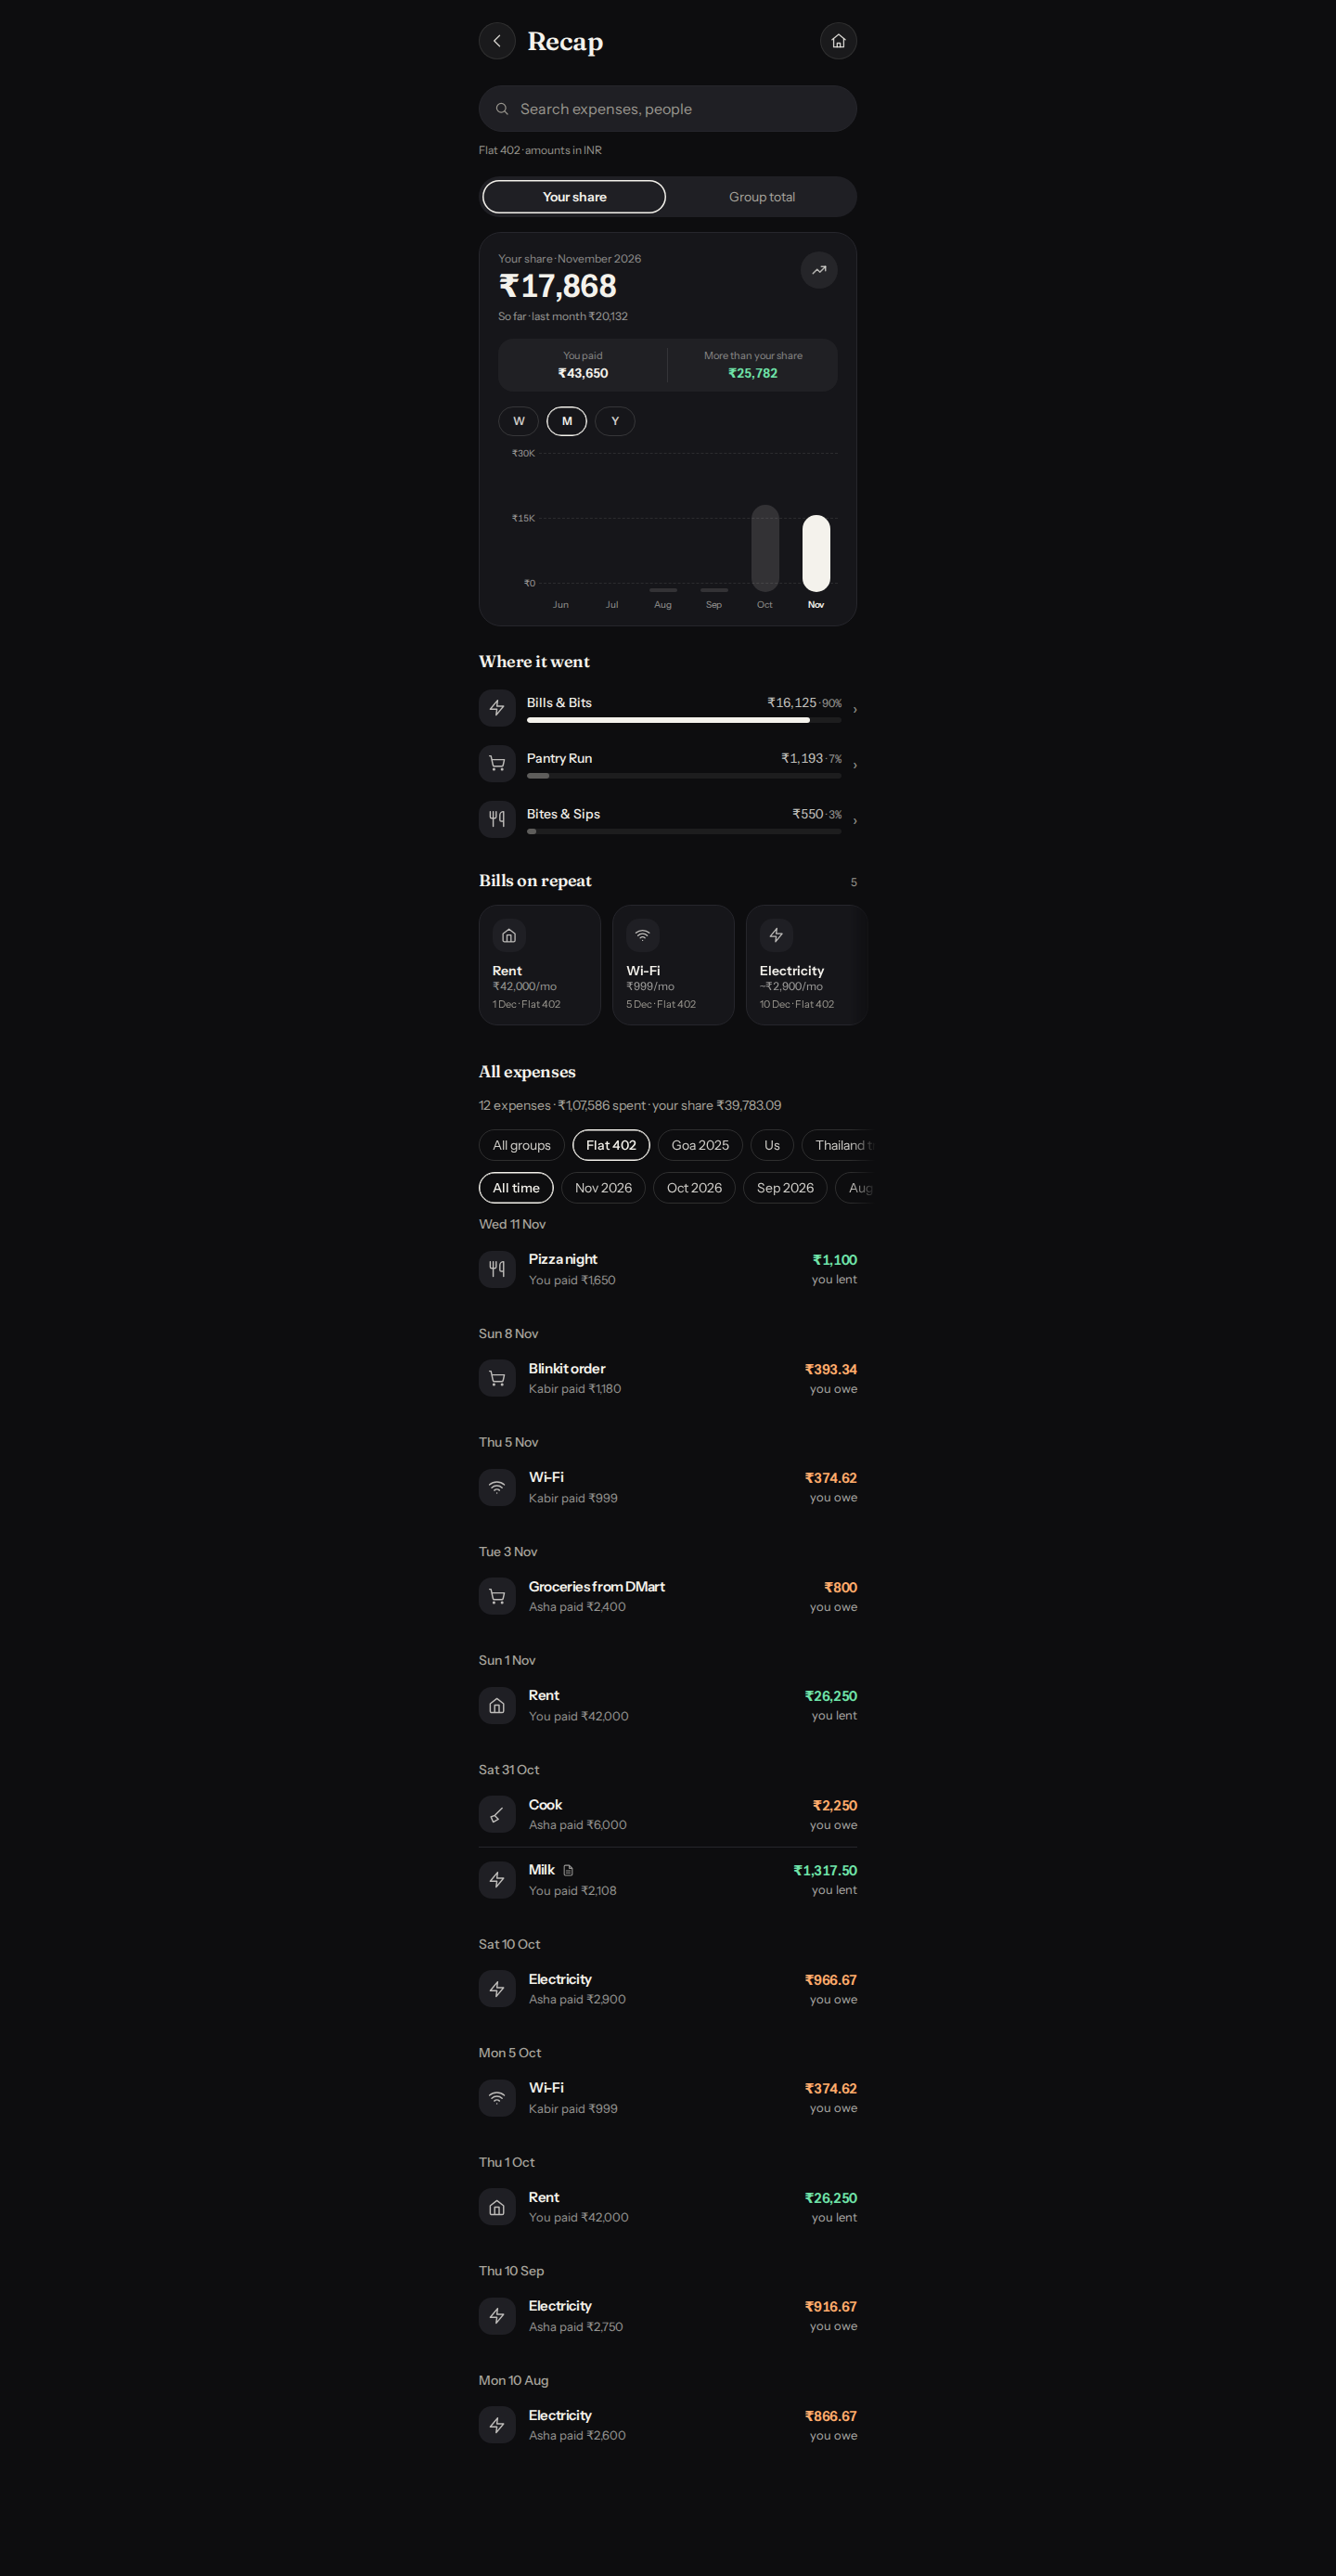 Recap
Search expenses, people
Flat 402 · amounts in INR
Your share
Group total
Your share · November 2026
₹17,868
So far · last month ₹20,132
You paid
₹43,650
More than your share
₹25,782
W
M
Y
₹30K
₹15K
₹0
Jun
Jul
Aug
Sep
Oct
Nov
Where it went
Bills & Bits
₹16,125 · 90%
Pantry Run
₹1,193 · 7%
Bites & Sips
₹550 · 3%
Bills on repeat
5
Rent
₹42,000/mo
1 Dec · Flat 402
Wi-Fi
₹999/mo
5 Dec · Flat 402
Electricity
~₹2,900/mo
10 Dec · Flat 402
All expenses
12 expenses · ₹1,07,586 spent · your share ₹39,783.09
All groups
Flat 402
Goa 2025
Us
Thailand
All time
Nov 2026
Oct 2026
Sep 2026
Aug
Wed 11 Nov
Pizza night
₹1,100
You paid ₹1,650
you lent
Sun 8 Nov
Blinkit order
₹393.34
Kabir paid ₹1,180
you owe
Thu 5 Nov
Wi-Fi
₹374.62
Kabir paid ₹999
you owe
Tue 3 Nov
Groceries from DMart
₹800
Asha paid ₹2,400
you owe
Sun 1 Nov
Rent
₹26,250
You paid ₹42,000
you lent
Sat 31 Oct
Cook
₹2,250
Asha paid ₹6,000
you owe
Milk
₹1,317.50
You paid ₹2,108
you lent
Sat 10 Oct
Electricity
₹966.67
Asha paid ₹2,900
you owe
Mon 5 Oct
Wi-Fi
₹374.62
Kabir paid ₹999
you owe
Thu 1 Oct
Rent
₹26,250
You paid ₹42,000
you lent
Thu 10 Sep
Electricity
₹916.67
Asha paid ₹2,750
you owe
Mon 10 Aug
Electricity
₹866.67
Asha paid ₹2,600
you owe